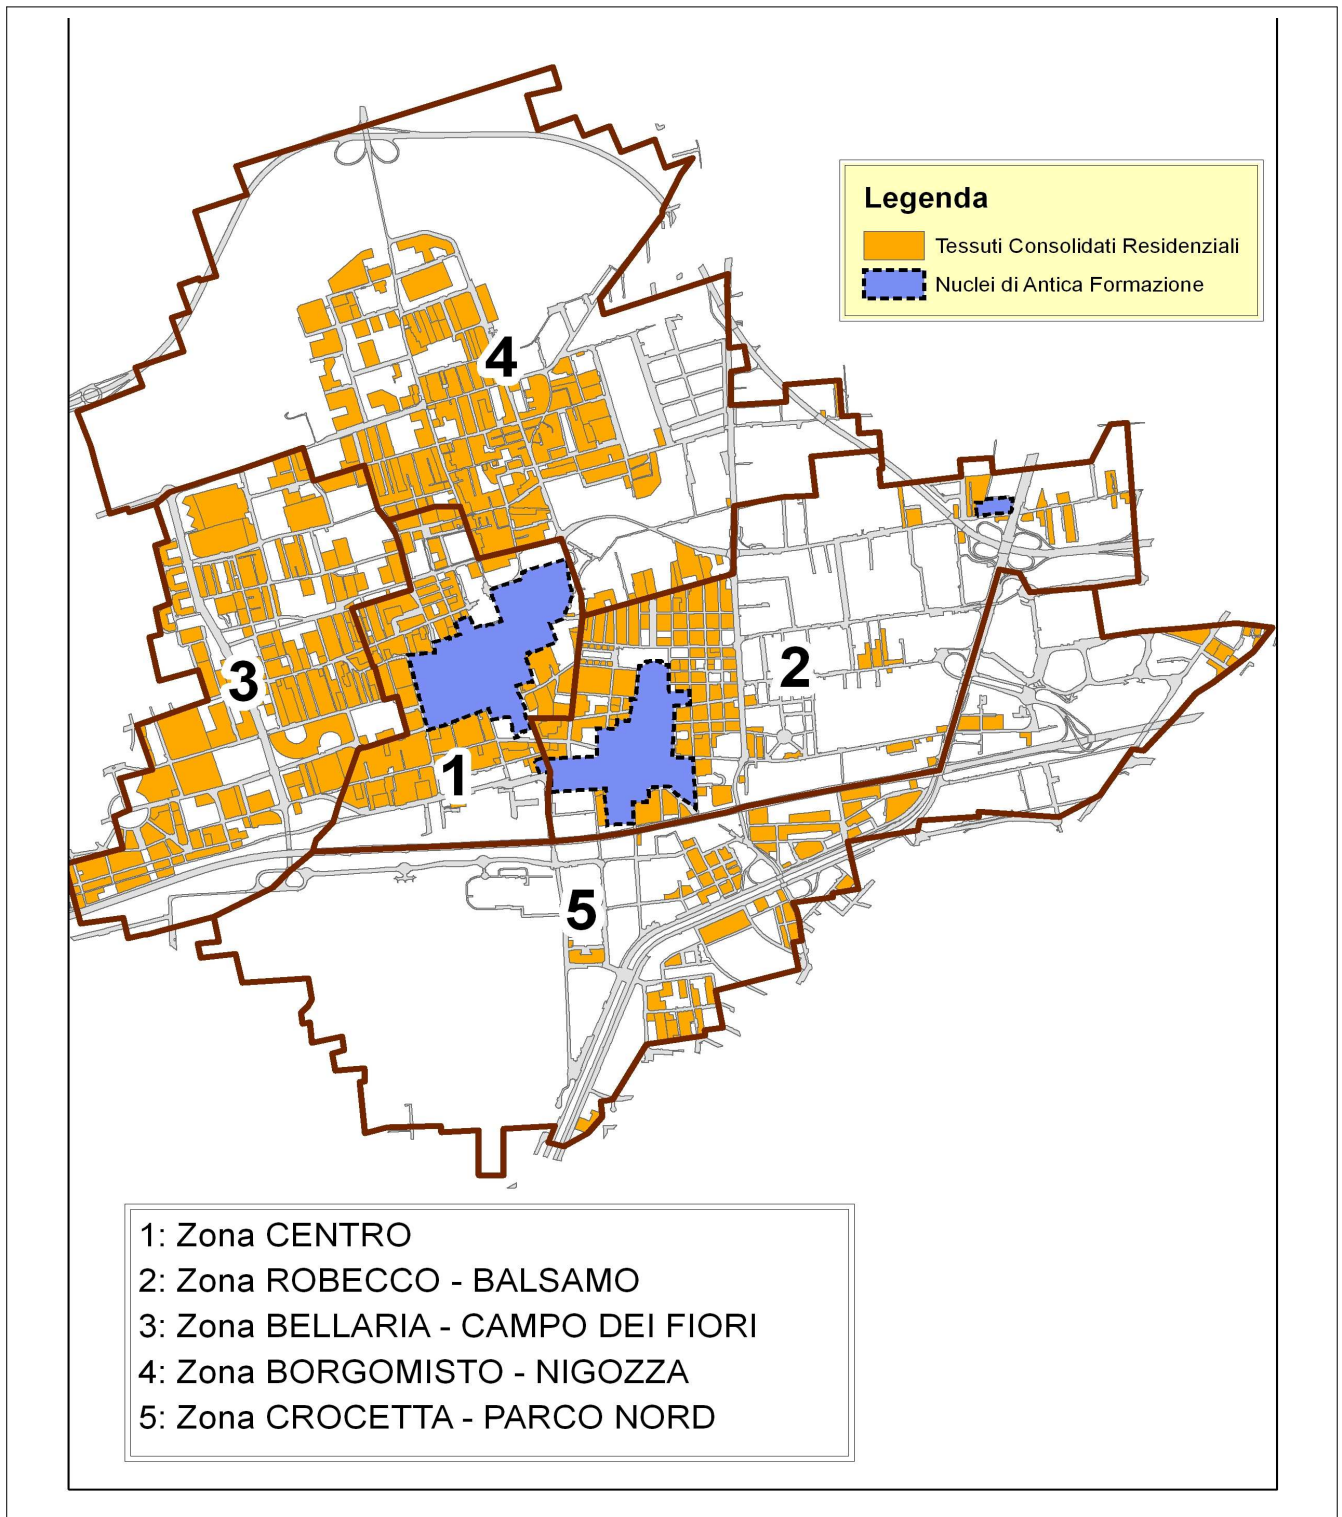 Legenda
Tessuti Consolidati Residenziali
Nuclei di Antica Formazione
4
3
2
1
5
1: Zona CENTRO
2: Zona ROBECCO - BALSAMO
3: Zona BELLARIA - CAMPO DEI FIORI
4: Zona BORGOMISTO - NIGOZZA
5: Zona CROCETTA - PARCO NORD